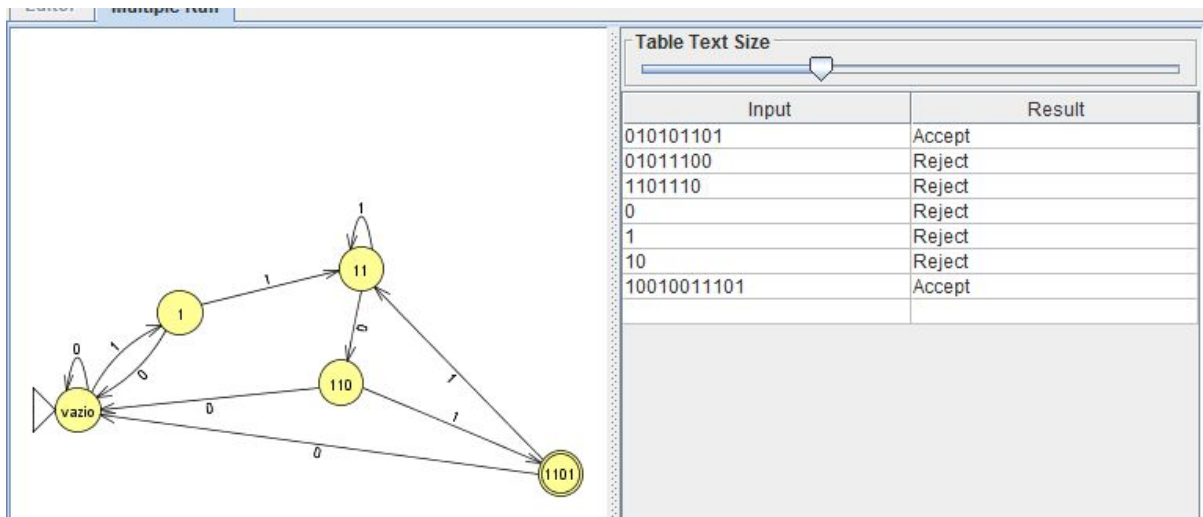 Editor
Multiple Run
Table Text Size
Input Result
010101101 Accept
01011100 Reject
1101110 Reject
0 Reject
1 Reject
10 Reject
10010011101 Accept
1
11
1
1
0
0
1
0
110
1
vazio
0
1
0
1101